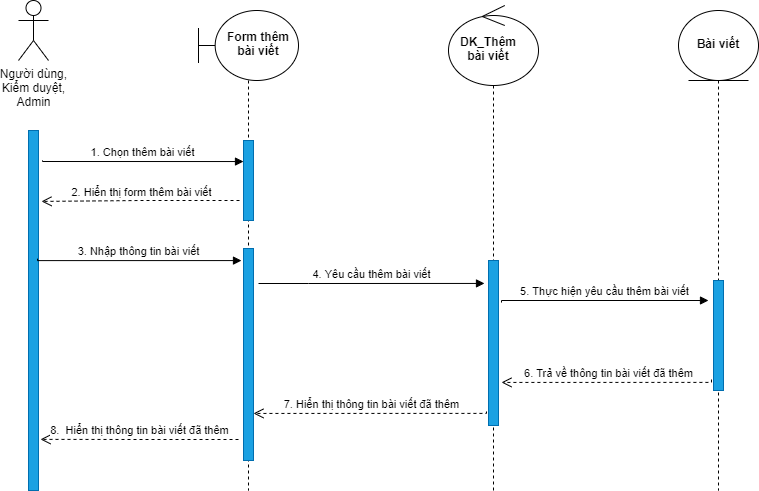 Người dùng,
Kiểm duyệt,
Admin
Form thêm
bài viết
DK_Thêm
bài viết
Bài viết
1. Chọn thêm bài viết
2. Hiển thị form thêm bài viết
3. Nhập thông tin bài viết
4. Yêu cầu thêm bài viết
5. Thực hiện yêu cầu thêm bài viết
6. Trả về thông tin bài viết đã thêm
7. Hiển thị thông tin bài viết đã thêm
8. Hiển thị thông tin bài viết đã thêm